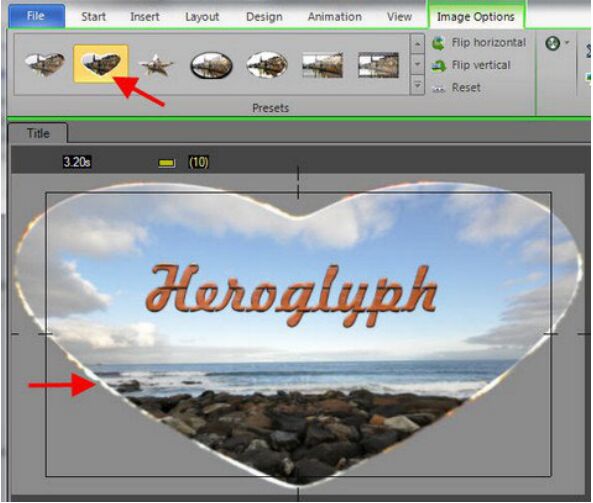 File Start Insert Layout Design Animation View Image Options
Flip horizontal
Flip vertical
Reset
Presets
Title
3.20s (10)
Heroglyph